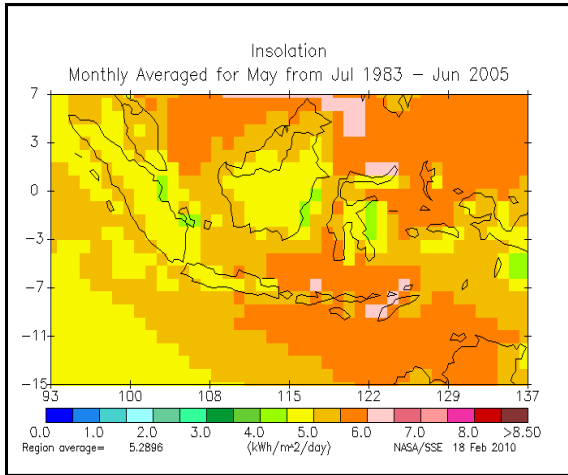 Insolation
Monthly Averaged for May from Jul 1983 - Jun 2005
7
3
0
-3
-7
-11
-15
93 100 108 115 122 129 137
0.0 1.0 2.0 3.0 4.0 5.0 6.0 7.0 8.0 >8.50
Region average= 5.2896 (kWh/m^2/day) NASA/SSE 18 Feb 2010